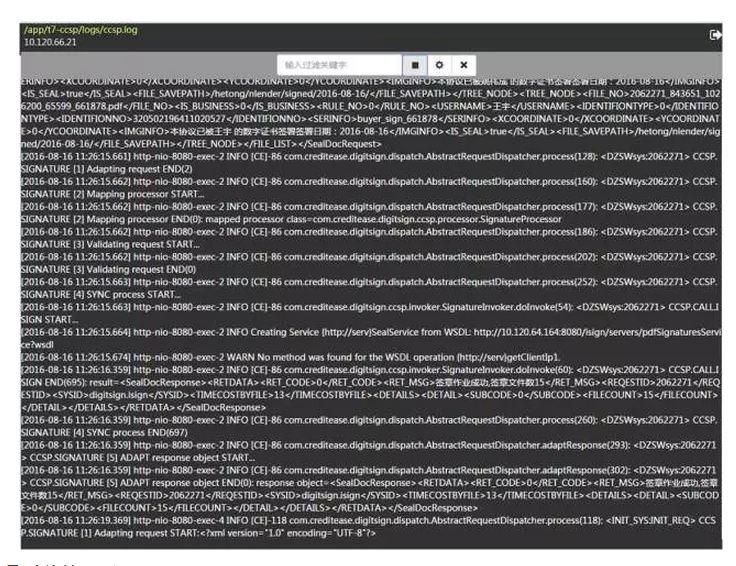 /app/t7-ccsp/logs/ccsp.log
10.120.66.21
输入过滤关键字
ERINFO><XCOORDINATE>0</XCOORDINATE><YCOORDINATE>0</YCOORDINATE><IMGINFO>本协议已被 的数字证书签署签署日期：2016-08-16</IMGINFO>
<IS_SEAL>true</IS_SEAL><FILE_SAVEPATH>/hetong/nlender/signed/2016-08-16/</FILE_SAVEPATH></TREE_NODE><TREE_NODE><FILE_NO>2062271_843651_102
6200_65599_661878.pdf</FILE_NO><IS_BUSINESS>0</IS_BUSINESS><RULE_NO>0</RULE_NO><USERNAME>王宇</USERNAME><IDENTIFIONTYPE>0</IDENTIFIO
NTYPE><IDENTIFIONNO>320502196411020527</IDENTIFIONNO><SERINFO>buyer_sign_661878</SERINFO><XCOORDINATE>0</XCOORDINATE><YCOORDINAT
E>0</YCOORDINATE><IMGINFO>本协议已被王宇 的数字证书签署签署日期：2016-08-16</IMGINFO><IS_SEAL>true</IS_SEAL><FILE_SAVEPATH>/hetong/nlender/sig
ned/2016-08-16/</FILE_SAVEPATH></TREE_NODE></FILE_LIST></SealDocRequest>
[2016-08-16 11:26:15.661] http-nio-8080-exec-2 INFO [CE]-86 com.creditease.digitsign.dispatch.AbstractRequestDispatcher.process(128): <DZSWsys:2062271> CCSP.
SIGNATURE [1] Adapting request END(2)
[2016-08-16 11:26:15.662] http-nio-8080-exec-2 INFO [CE]-86 com.creditease.digitsign.dispatch.AbstractRequestDispatcher.process(160): <DZSWsys:2062271> CCSP.
SIGNATURE [2] Mapping processor START...
[2016-08-16 11:26:15.662] http-nio-8080-exec-2 INFO [CE]-86 com.creditease.digitsign.dispatch.AbstractRequestDispatcher.process(177): <DZSWsys:2062271> CCSP.
SIGNATURE [2] Mapping processor END(0): mapped processor class=com.creditease.digitsign.ccsp.processor.SignatureProcessor
[2016-08-16 11:26:15.662] http-nio-8080-exec-2 INFO [CE]-86 com.creditease.digitsign.dispatch.AbstractRequestDispatcher.process(186): <DZSWsys:2062271> CCSP.
SIGNATURE [3] Validating request START...
[2016-08-16 11:26:15.662] http-nio-8080-exec-2 INFO [CE]-86 com.creditease.digitsign.dispatch.AbstractRequestDispatcher.process(202): <DZSWsys:2062271> CCSP.
SIGNATURE [3] Validating request END(0)
[2016-08-16 11:26:15.663] http-nio-8080-exec-2 INFO [CE]-86 com.creditease.digitsign.dispatch.AbstractRequestDispatcher.process(252): <DZSWsys:2062271> CCSP.
SIGNATURE [4] SYNC process START...
[2016-08-16 11:26:15.663] http-nio-8080-exec-2 INFO [CE]-86 com.creditease.digitsign.ccsp.invoker.SignatureInvoker.doInvoke(54): <DZSWsys:2062271> CCSP.CALL.I
SIGN START...
[2016-08-16 11:26:15.664] http-nio-8080-exec-2 INFO Creating Service {http://serv}SealService from WSDL: http://10.120.64.164:8080/isign/servers/pdfSignaturesServi
ce?wsdl
[2016-08-16 11:26:15.674] http-nio-8080-exec-2 WARN No method was found for the WSDL operation {http://serv}getClientIp1.
[2016-08-16 11:26:16.359] http-nio-8080-exec-2 INFO [CE]-86 com.creditease.digitsign.ccsp.invoker.SignatureInvoker.doInvoke(60): <DZSWsys:2062271> CCSP.CALL.I
SIGN END(695): result=<SealDocResponse><RETDATA><RET_CODE>0</RET_CODE><RET_MSG>签章作业成功,签章文件数15</RET_MSG><REQESTID>2062271</REQ
ESTID><SYSID>digitsign.isign</SYSID><TIMECOSTBYFILE>13</TIMECOSTBYFILE><DETAILS><DETAIL><SUBCODE>0</SUBCODE><FILECOUNT>15</FILECOUNT>
</DETAIL></DETAILS></RETDATA></SealDocResponse>
[2016-08-16 11:26:16.359] http-nio-8080-exec-2 INFO [CE]-86 com.creditease.digitsign.dispatch.AbstractRequestDispatcher.process(260): <DZSWsys:2062271> CCSP.
SIGNATURE [4] SYNC process END(697)
[2016-08-16 11:26:16.359] http-nio-8080-exec-2 INFO [CE]-86 com.creditease.digitsign.dispatch.AbstractRequestDispatcher.adaptResponse(293): <DZSWsys:2062271
> CCSP.SIGNATURE [5] ADAPT response object START...
[2016-08-16 11:26:16.359] http-nio-8080-exec-2 INFO [CE]-86 com.creditease.digitsign.dispatch.AbstractRequestDispatcher.adaptResponse(302): <DZSWsys:2062271
> CCSP.SIGNATURE [5] ADAPT response object END(0): response object=<SealDocResponse><RETDATA><RET_CODE>0</RET_CODE><RET_MSG>签章作业成功,签章
文件数15</RET_MSG><REQESTID>2062271</REQESTID><SYSID>digitsign.isign</SYSID><TIMECOSTBYFILE>13</TIMECOSTBYFILE><DETAILS><DETAIL><SUBCOD
E>0</SUBCODE><FILECOUNT>15</FILECOUNT></DETAIL></DETAILS></RETDATA></SealDocResponse>
[2016-08-16 11:26:19.369] http-nio-8080-exec-4 INFO [CE]-118 com.creditease.digitsign.dispatch.AbstractRequestDispatcher.process(118): <INIT_SYS:INIT_REQ> CCS
P.SIGNATURE [1] Adapting request START:<?xml version="1.0" encoding="UTF-8"?>